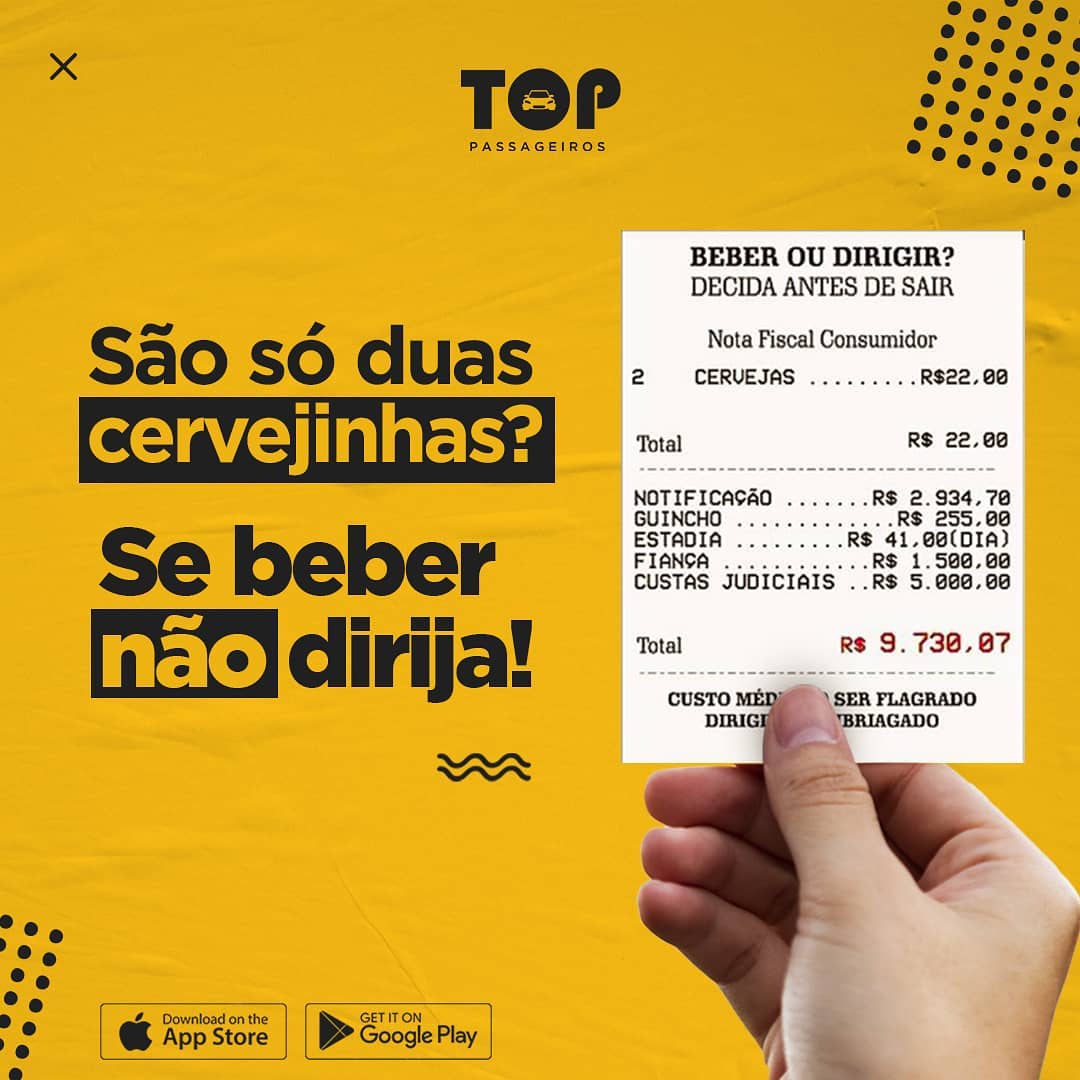 TOP
PASSAGEIROS
São só duas
cervejinhas?
Se beber
não dirija!
BEBER OU DIRIGIR?
DECIDA ANTES DE SAIR
Nota Fiscal Consumidor
2 CERVEJAS .........R$22,00
Total R$ 22,00
NOTIFICAÇÃO .......R$ 2.934,70
GUINCHO .............R$ 255,00
ESTADIA .........R$ 41,00(DIA)
FIANÇA ............R$ 1.500,00
CUSTAS JUDICIAIS ..R$ 5.000,00
Total R$ 9.730,07
CUSTO SER FLAGRADO
Download on the
App Store
GET IT ON
Google Play